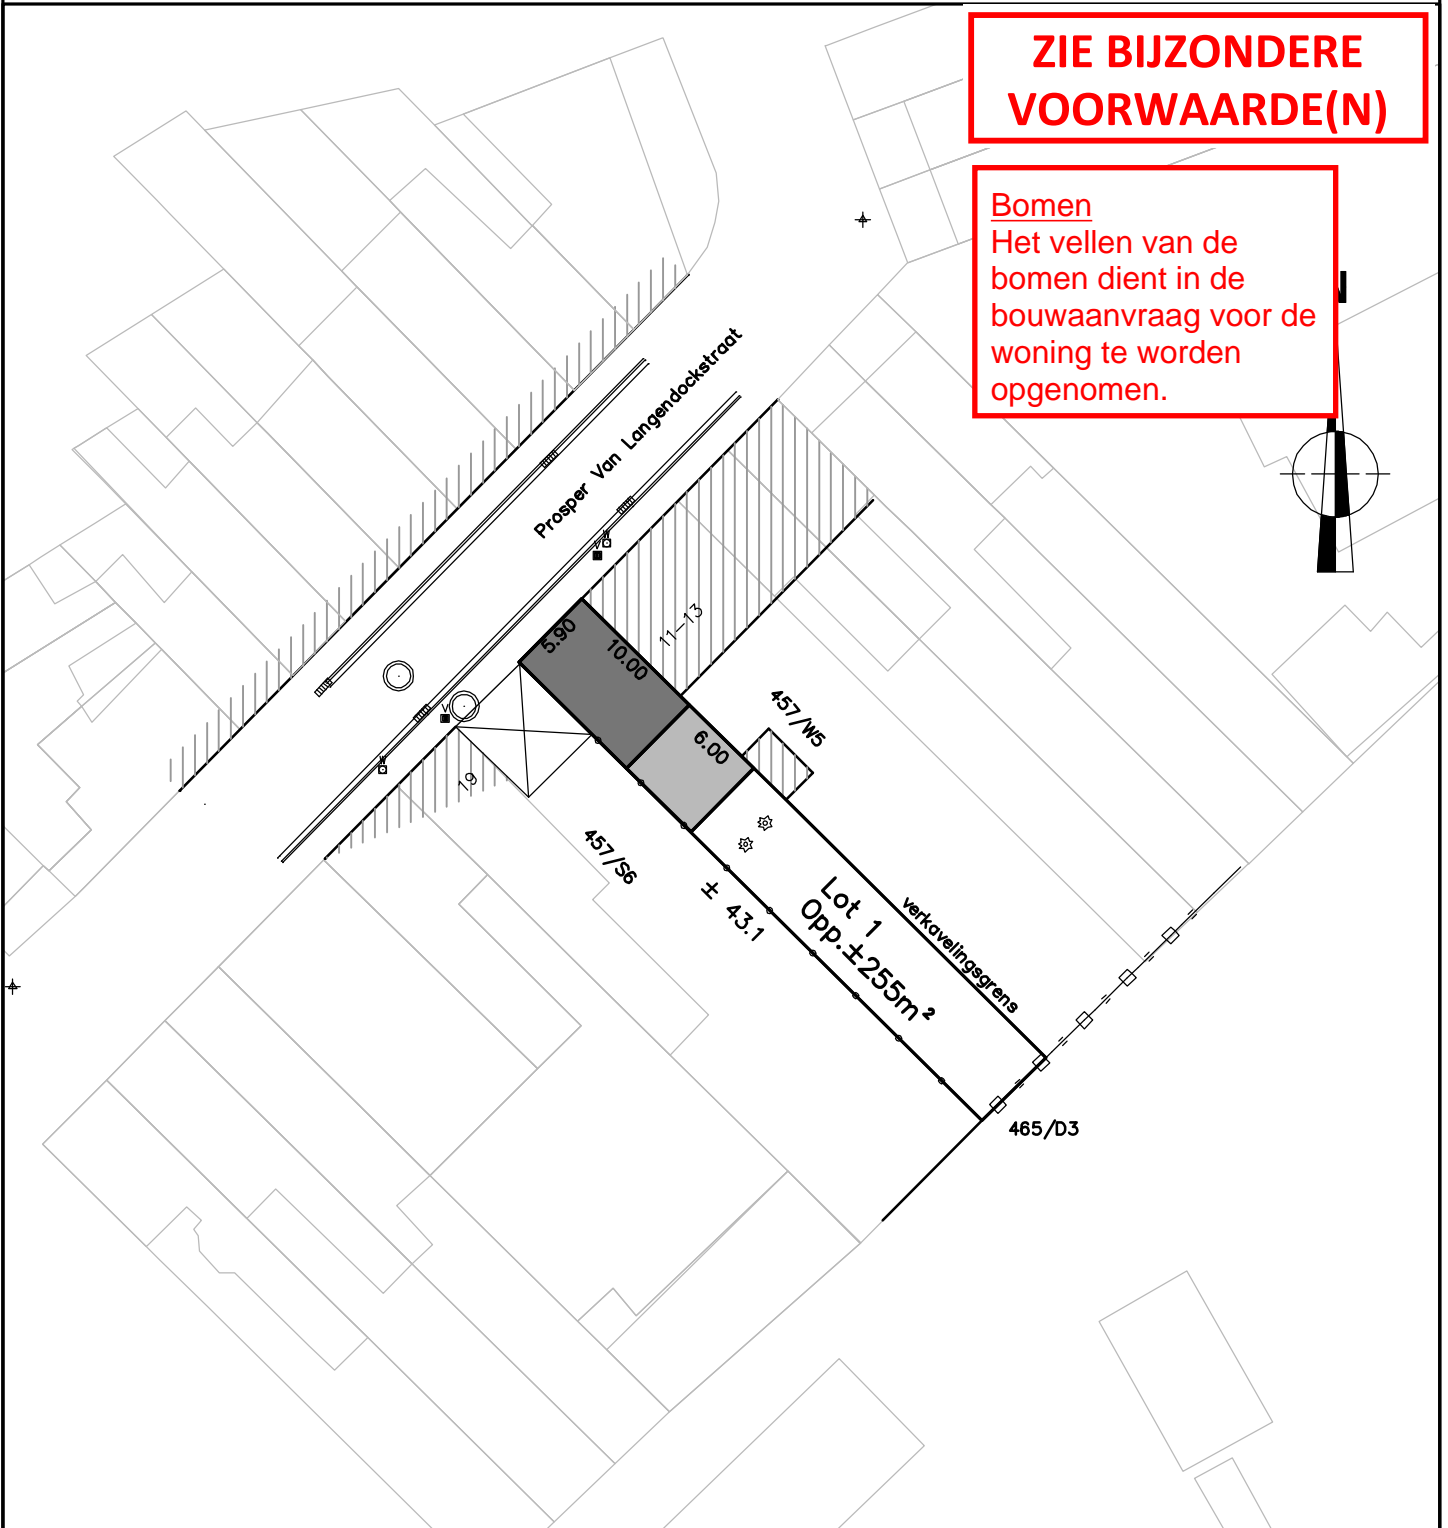 ZIE BIJZONDERE
VOORWAARDE(N)
Bomen
Het vellen van de
bomen dient in de
bouwaanvraag voor de
woning te worden
opgenomen.
N
Prosper Van Langendockstraat
W
V
5.90
10.00
11-13
6.00
457/W5
V
W
19
457/S6
± 43.1
Lot 1
Opp.±255m²
verkavelingsgrens
465/D3